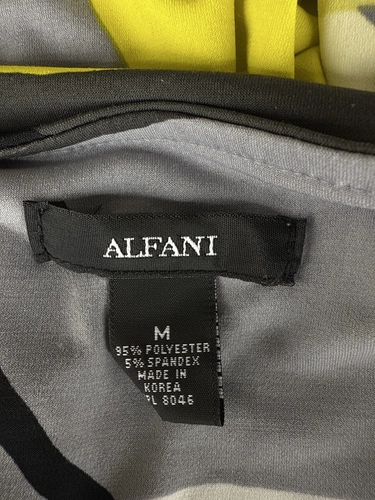 ALFANI
M
95% POLYESTER
5% SPANDEX
MADE IN
KOREA
8046